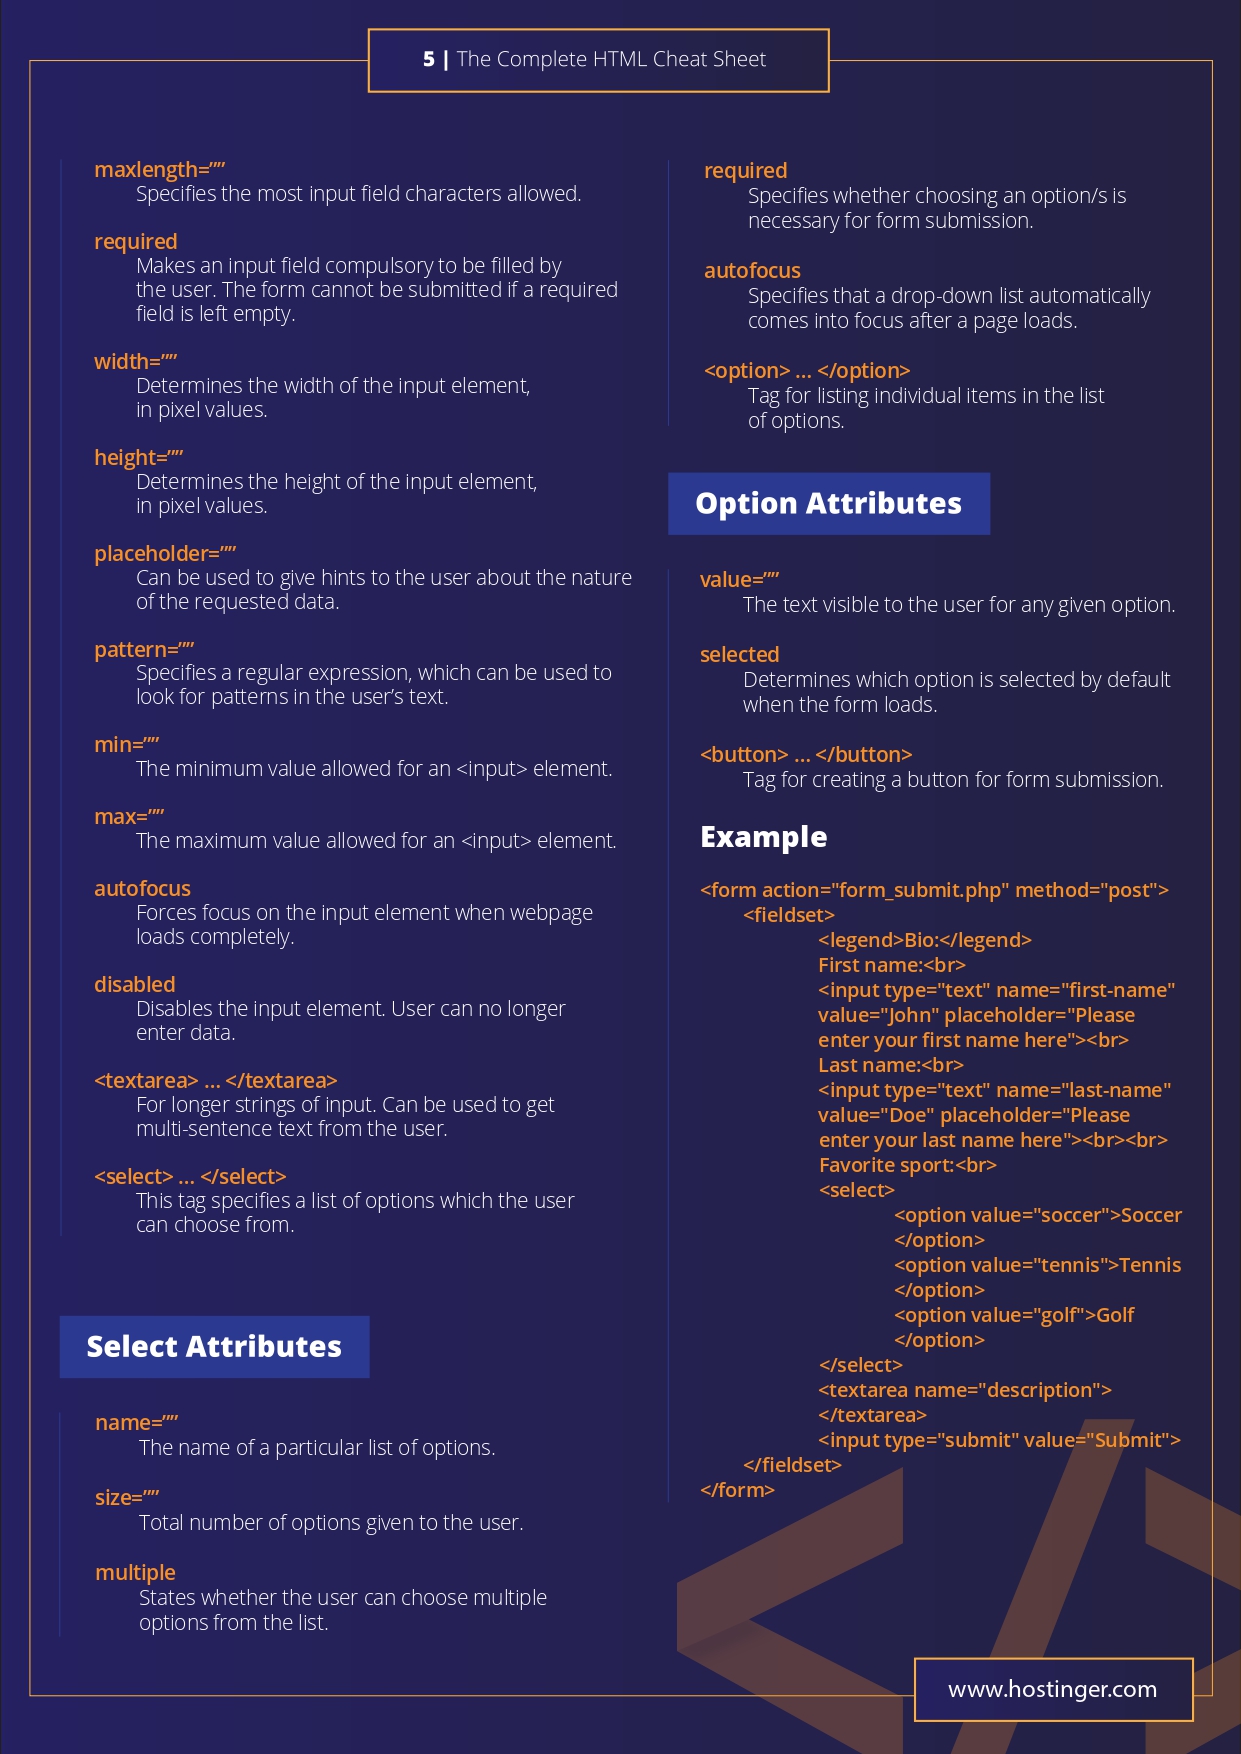 5 | The Complete HTML Cheat Sheet
maxlength=””
Specifies the most input field characters allowed.
required
Makes an input field compulsory to be filled by
the user. The form cannot be submitted if a required
field is left empty.
width=””
Determines the width of the input element,
in pixel values.
height=””
Determines the height of the input element,
in pixel values.
placeholder=””
Can be used to give hints to the user about the nature
of the requested data.
pattern=””
Specifies a regular expression, which can be used to
look for patterns in the user’s text.
min=””
The minimum value allowed for an <input> element.
max=””
The maximum value allowed for an <input> element.
autofocus
Forces focus on the input element when webpage
loads completely.
disabled
Disables the input element. User can no longer
enter data.
<textarea> ... </textarea>
For longer strings of input. Can be used to get
multi-sentence text from the user.
<select> ... </select>
This tag specifies a list of options which the user
can choose from.
Select Attributes
name=””
The name of a particular list of options.
size=””
Total number of options given to the user.
multiple
States whether the user can choose multiple
options from the list.
required
Specifies whether choosing an option/s is
necessary for form submission.
autofocus
Specifies that a drop-down list automatically
comes into focus after a page loads.
<option> ... </option>
Tag for listing individual items in the list
of options.
Option Attributes
value=””
The text visible to the user for any given option.
selected
Determines which option is selected by default
when the form loads.
<button> ... </button>
Tag for creating a button for form submission.
Example
<form action="form_submit.php" method="post">
<fieldset>
<legend>Bio:</legend>
First name:<br>
<input type="text" name="first-name"
value="John" placeholder="Please
enter your first name here"><br>
Last name:<br>
<input type="text" name="last-name"
value="Doe" placeholder="Please
enter your last name here"><br><br>
Favorite sport:<br>
<select>
<option value="soccer">Soccer
</option>
<option value="tennis">Tennis
</option>
<option value="golf">Golf
</option>
</select>
<textarea name="description">
</textarea>
<input type="submit" value="Submit">
</fieldset>
</form>
www.hostinger.com